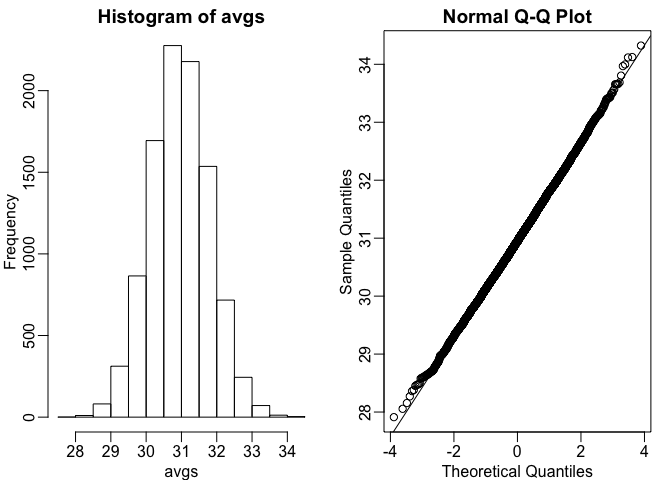 Histogram of avgs
Frequency
0 500 1000 1500 2000
28 29 30 31 32 33 34
avgs
Normal Q-Q Plot
Sample Quantiles
28 29 30 31 32 33 34
-4 -2 0 2 4
Theoretical Quantiles